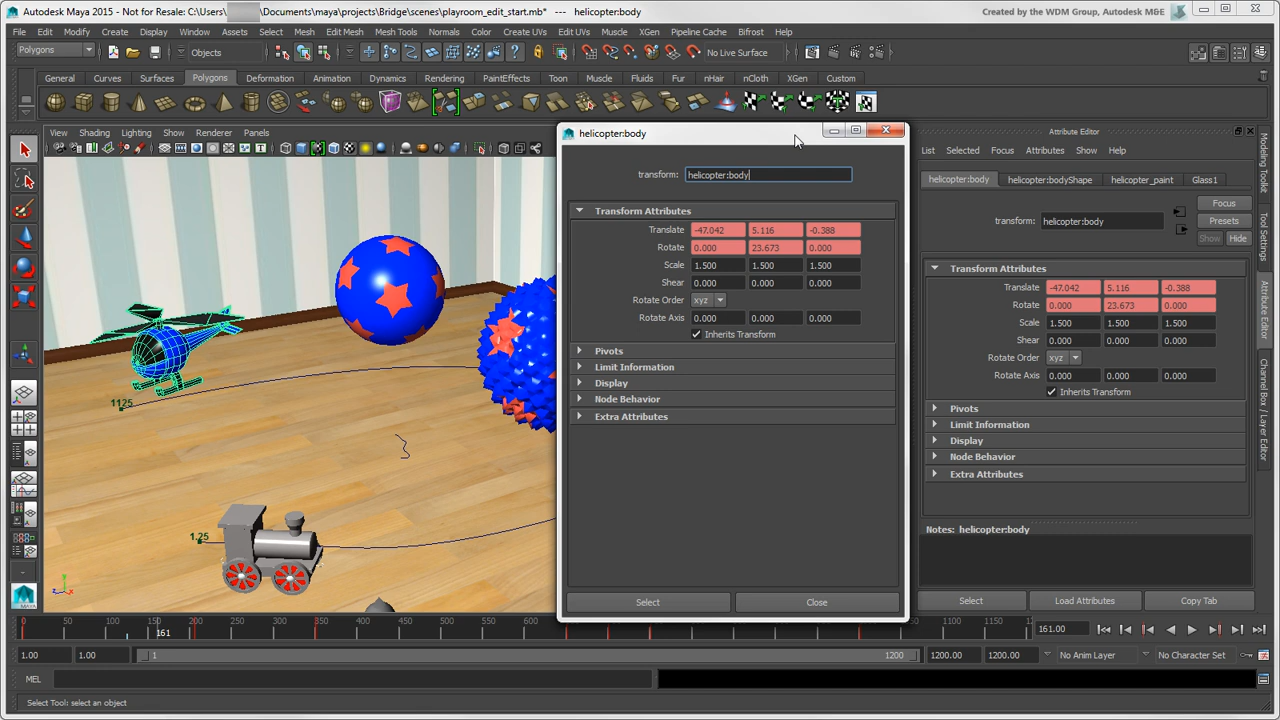 Autodesk Maya 2015 - Not for Resale: C:\Users\ \Documents\maya\projects\Bridge\scenes\playroom_edit_start.mb* --- helicopter:body
Created by the WDM Group, Autodesk M&E
File Edit Modify Create Display Window Assets Select Mesh Edit Mesh Mesh Tools Normals Color Create UVs Edit UVs Muscle XGen Pipeline Cache Bifrost Help
Polygons Objects No Live Surface
General Curves Surfaces Polygons Deformation Animation Dynamics Rendering PaintEffects Toon Muscle Fluids Fur nHair nCloth XGen Custom
View Shading Lighting Show Renderer Panels
1125
1.25
MAYA
helicopter:body
transform: helicopter:body
Transform Attributes
Translate -47.042 5.116 -0.388
Rotate 0.000 23.673 0.000
Scale 1.500 1.500 1.500
Shear 0.000 0.000 0.000
Rotate Order xyz
Rotate Axis 0.000 0.000 0.000
Inherits Transform
Pivots
Limit Information
Display
Node Behavior
Extra Attributes
Select Close
Attribute Editor
List Selected Focus Attributes Show Help
helicopter:body helicopter:bodyShape helicopter_paint Glass1
Focus
transform: helicopter:body Presets
Show Hide
Transform Attributes
Translate -47.042 5.116 -0.388
Rotate 0.000 23.673 0.000
Scale 1.500 1.500 1.500
Shear 0.000 0.000 0.000
Rotate Order xyz
Rotate Axis 0.000 0.000 0.000
Inherits Transform
Pivots
Limit Information
Display
Node Behavior
Extra Attributes
Notes: helicopter:body
Select Load Attributes Copy Tab
Modeling Toolkit
Tool Settings
Attribute Editor
Channel Box / Layer Editor
0 50 100 150 161 200 250 300 350 400 450 500 550 600 650 700 750 800 850 900 950 1000 1050 1100 1150 1200
161.00
1.00 1.00 1 1200 1200.00 1200.00 No Anim Layer No Character Set
MEL
Select Tool: select an object